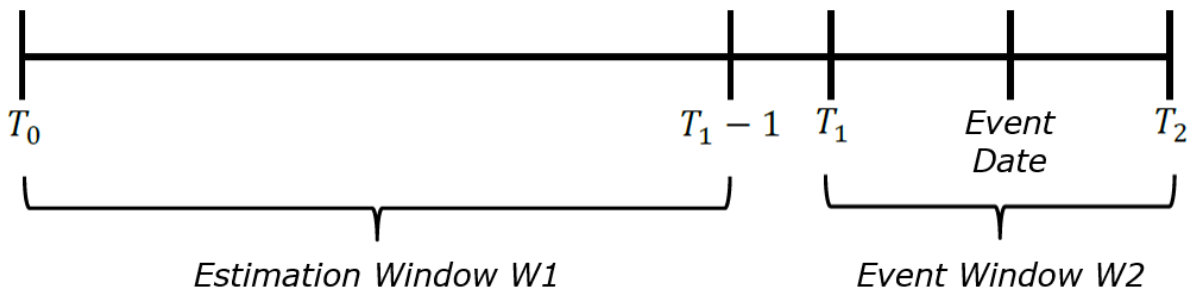 T₀ T₁ − 1 T₁ Event T₂
Date
Estimation Window W1 Event Window W2